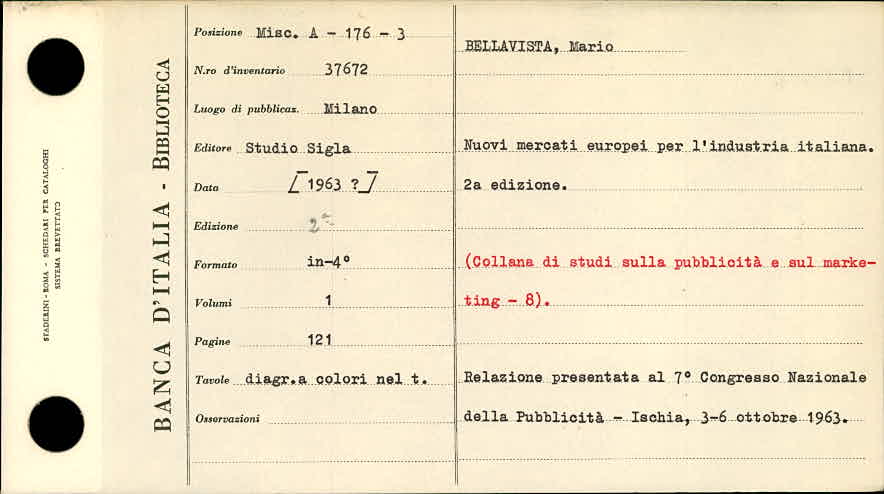 STADERINI - ROMA - SCHEDARI PER CATALOGHI
SISTEMA BREVETTATO
BANCA D'ITALIA - BIBLIOTECA
Posizione Misc. A - 176 - 3
N.ro d'inventario 37672
Luogo di pubblicaz. Milano
Editore Studio Sigla
Data [1963 ?]
Edizione 2a
Formato in-4°
Volumi 1
Pagine 121
Tavole diagr.a colori nel t.
Osservazioni
BELLAVISTA, Mario
Nuovi mercati europei per l'industria italiana.
2a edizione.
(Collana di studi sulla pubblicità e sul marke-
ting - 8).
Relazione presentata al 7° Congresso Nazionale
della Pubblicità - Ischia, 3-6 ottobre 1963.